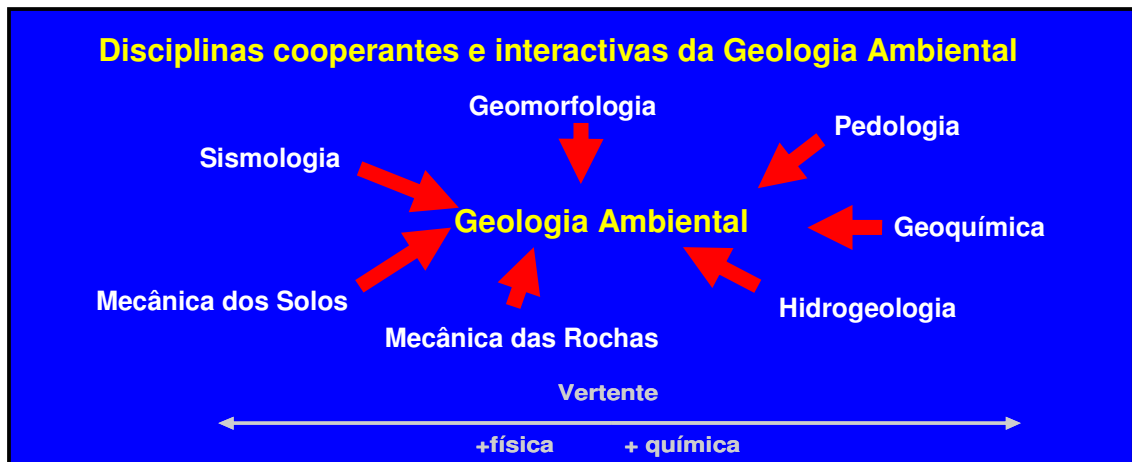 Disciplinas cooperantes e interactivas da Geologia Ambiental
Geomorfologia
Pedologia
Sismologia
Geologia Ambiental
Geoquímica
Mecânica dos Solos
Hidrogeologia
Mecânica das Rochas
Vertente
+física + química